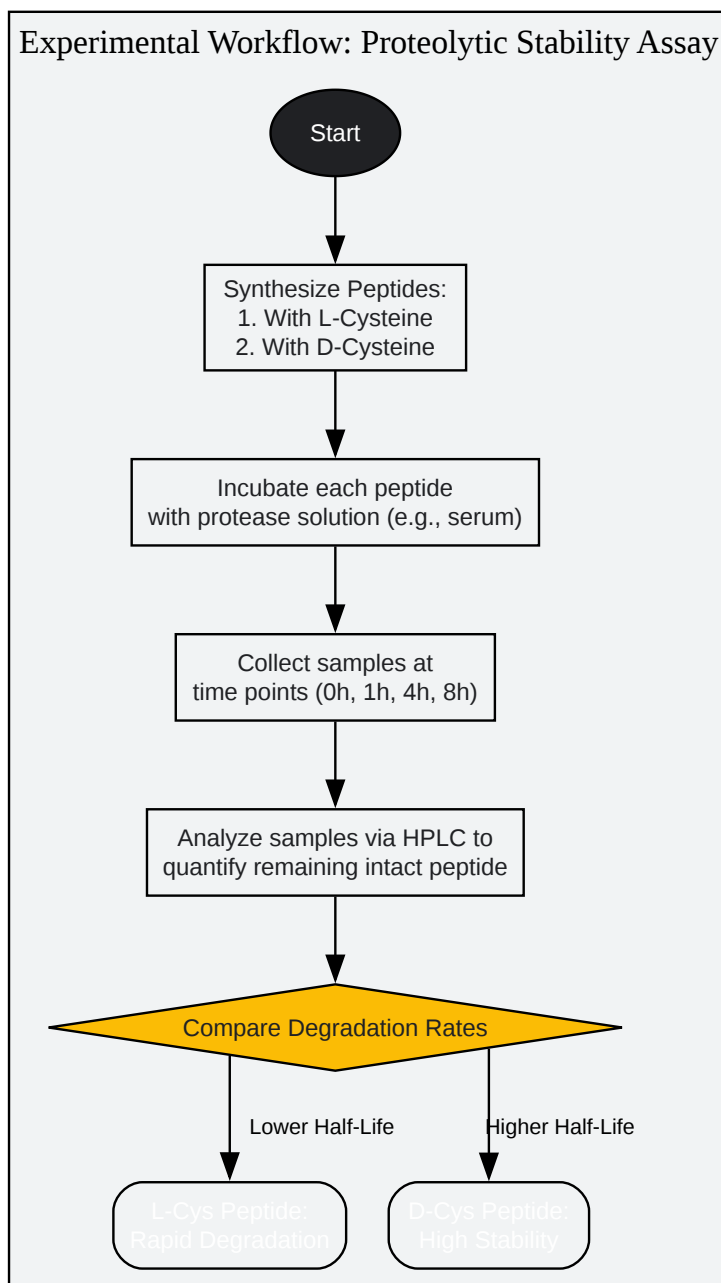 Experimental Workflow: Proteolytic Stability Assay
Start
Synthesize Peptides:
1. With L-Cysteine
2. With D-Cysteine
Incubate each peptide
with protease solution (e.g., serum)
Collect samples at
time points (0h, 1h, 4h, 8h)
Analyze samples via HPLC to
quantify remaining intact peptide
Compare Degradation Rates
Lower Half-Life
Higher Half-Life
L-Cys Peptide:
Rapid Degradation
D-Cys Peptide:
High Stability